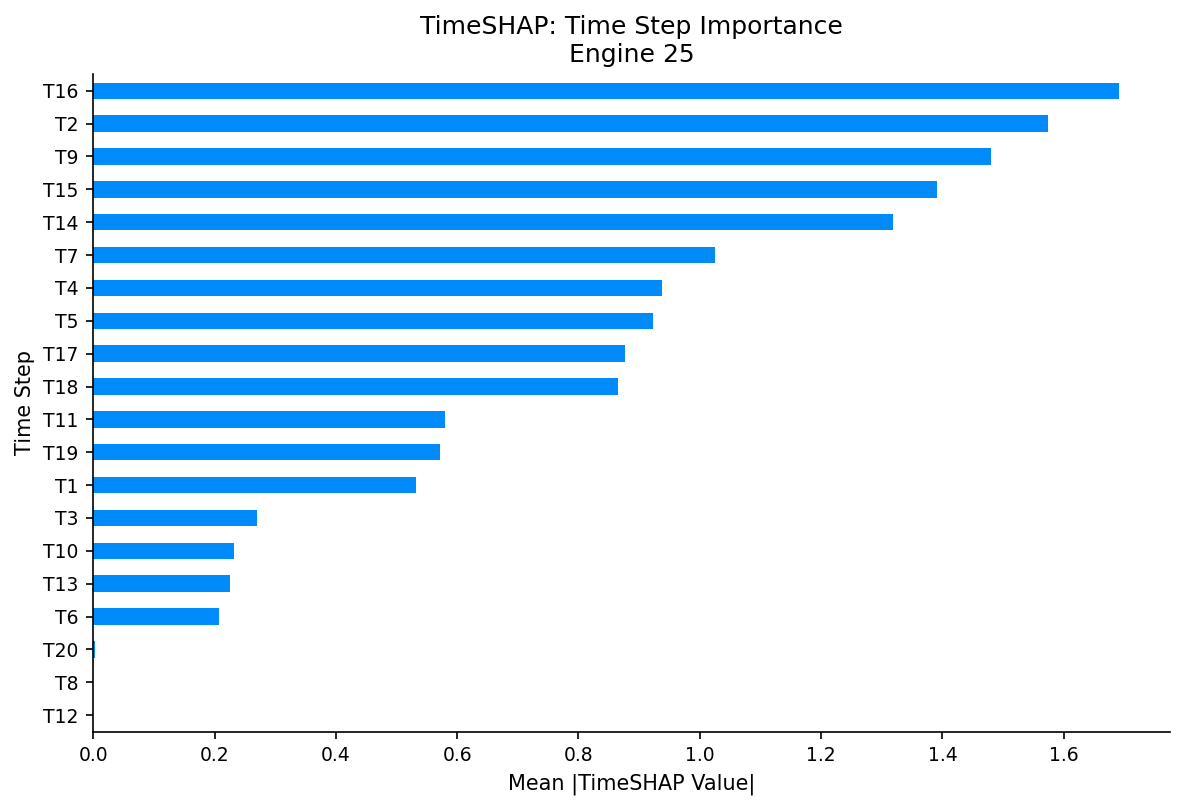 TimeSHAP: Time Step Importance
Engine 25
Time Step
T16
T2
T9
T15
T14
T7
T4
T5
T17
T18
T11
T19
T1
T3
T10
T13
T6
T20
T8
T12
0.0 0.2 0.4 0.6 0.8 1.0 1.2 1.4 1.6
Mean |TimeSHAP Value|